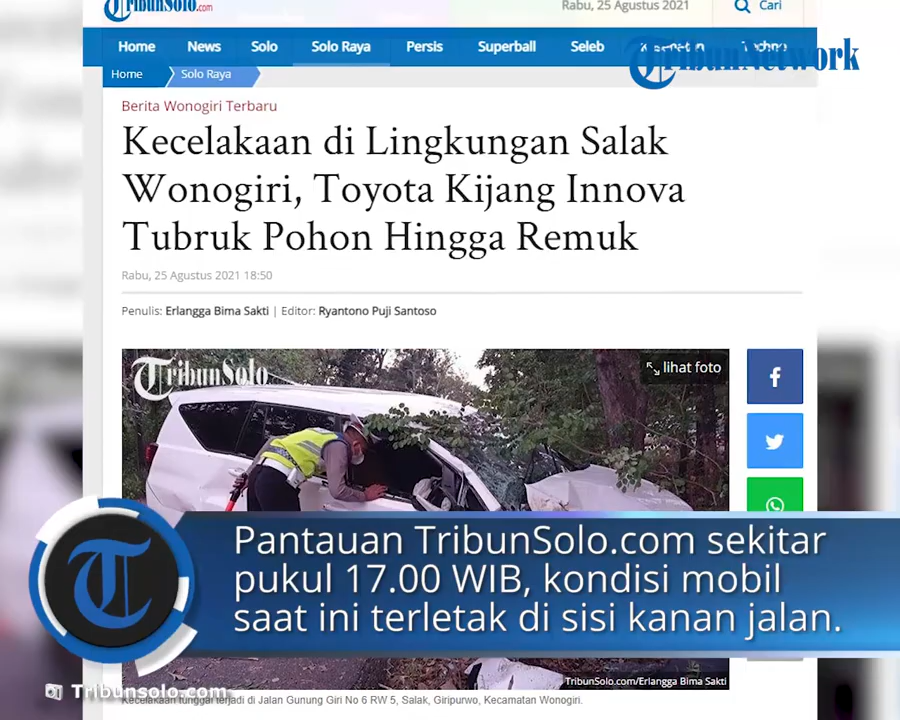 TribunSolo.com
Rabu, 25 Agustus 2021
Cari
Home News Solo Solo Raya Persis Superball Seleb Techno
TribunNetwork
Home Solo Raya
Berita Wonogiri Terbaru
Kecelakaan di Lingkungan Salak
Wonogiri, Toyota Kijang Innova
Tubruk Pohon Hingga Remuk
Rabu, 25 Agustus 2021 18:50
Penulis: Erlangga Bima Sakti | Editor: Ryantono Puji Santoso
TribunSolo
lihat foto
Pantauan TribunSolo.com sekitar
pukul 17.00 WIB, kondisi mobil
saat ini terletak di sisi kanan jalan.
TribunSolo.com/Erlangga Bima Sakti
Tribunsolo.com
Kecelakaan tunggal terjadi di Jalan Gunung Giri No 6 RW 5, Salak, Giripurwo, Kecamatan Wonogiri.